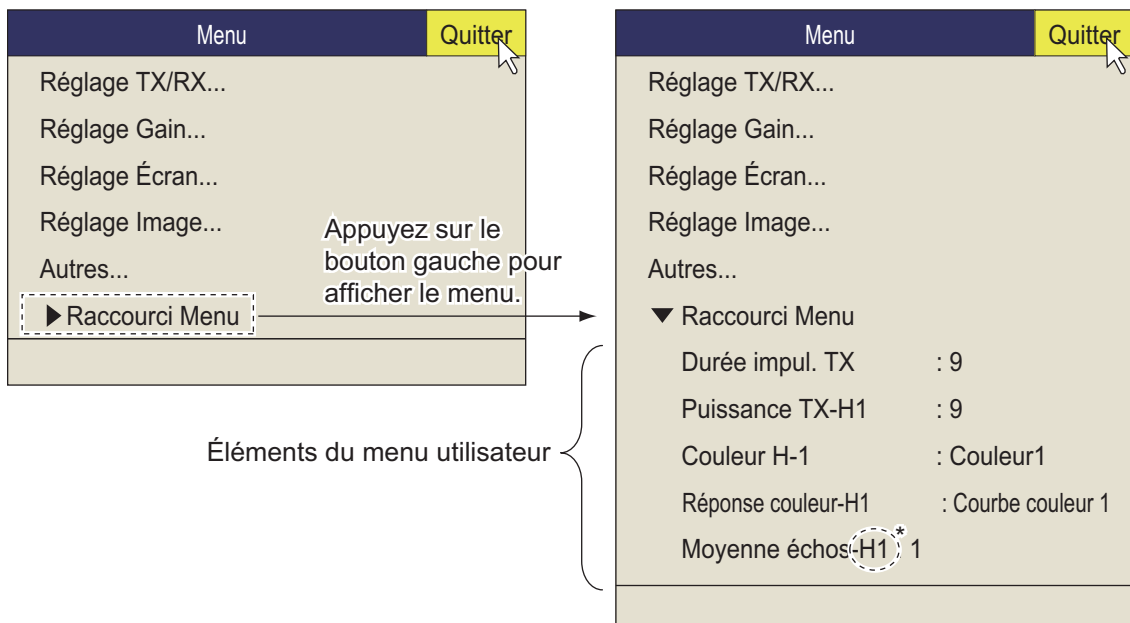 Menu
Quitter
Réglage TX/RX...
Réglage Gain...
Réglage Écran...
Réglage Image...
Autres...
▶ Raccourci Menu
Appuyez sur le
bouton gauche pour
afficher le menu.
Éléments du menu utilisateur
Menu
Quitter
Réglage TX/RX...
Réglage Gain...
Réglage Écran...
Réglage Image...
Autres...
▼ Raccourci Menu
Durée impul. TX : 9
Puissance TX-H1 : 9
Couleur H-1 : Couleur1
Réponse couleur-H1 : Courbe couleur 1
Moyenne échos-H1* : 1